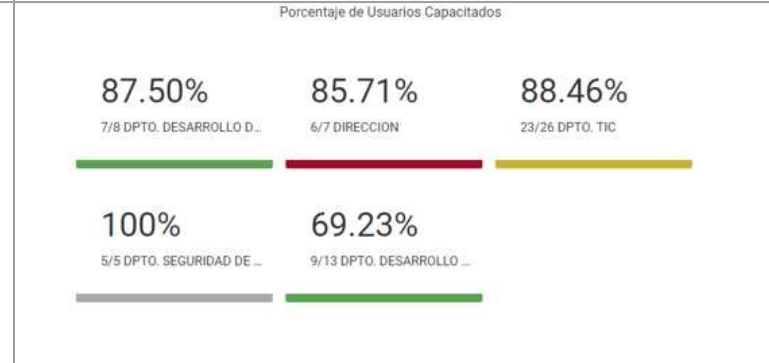 Porcentaje de Usuarios Capacitados
87.50%
7/8 DPTO. DESARROLLO D...
85.71%
6/7 DIRECCION
88.46%
23/26 DPTO. TIC
100%
5/5 DPTO. SEGURIDAD DE ...
69.23%
9/13 DPTO. DESARROLLO ...